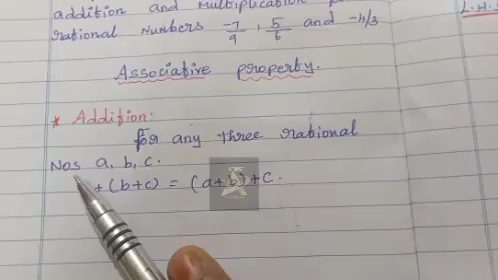 addition and Multiplication
rational Numbers -7/9, 5/6 and -4/3
L.H.
Associative property.
* Addition:
for any three rational
Nos a, b, c.
+ (b+c) = (a+b)+c.